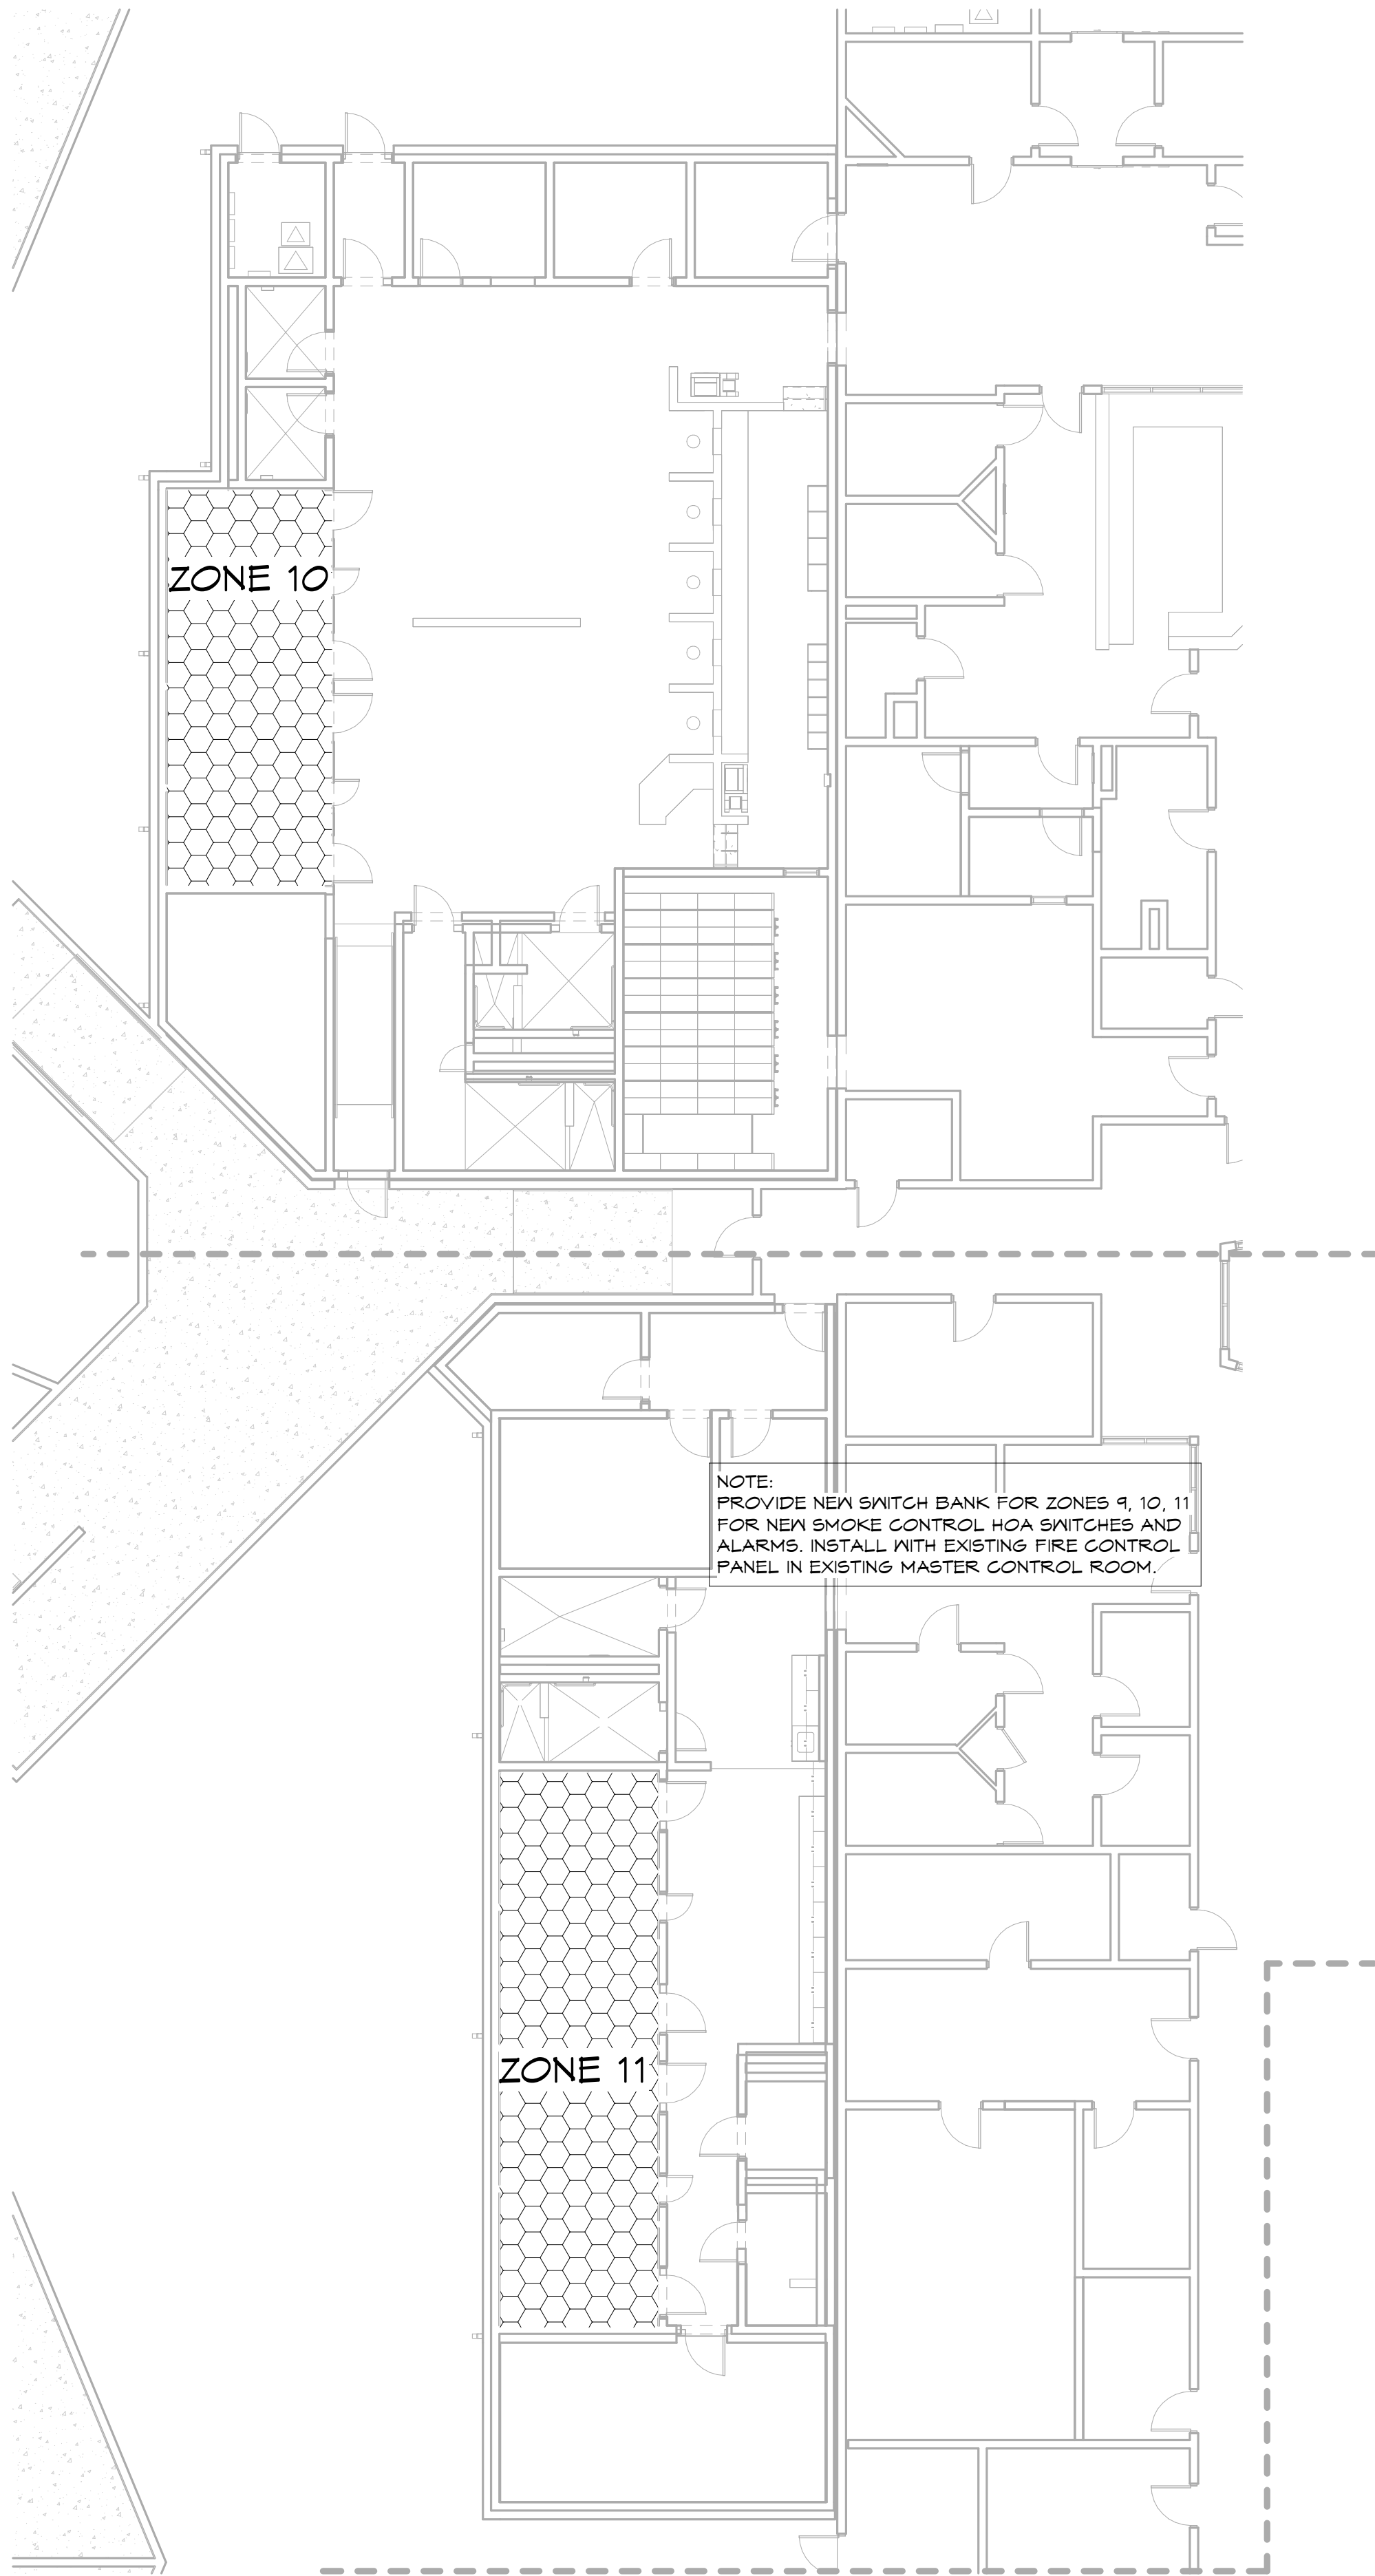 ZONE 10
NOTE:
PROVIDE NEW SWITCH BANK FOR ZONES 9, 10, 11
FOR NEW SMOKE CONTROL HOA SWITCHES AND
ALARMS. INSTALL WITH EXISTING FIRE CONTROL
PANEL IN EXISTING MASTER CONTROL ROOM.
ZONE 11